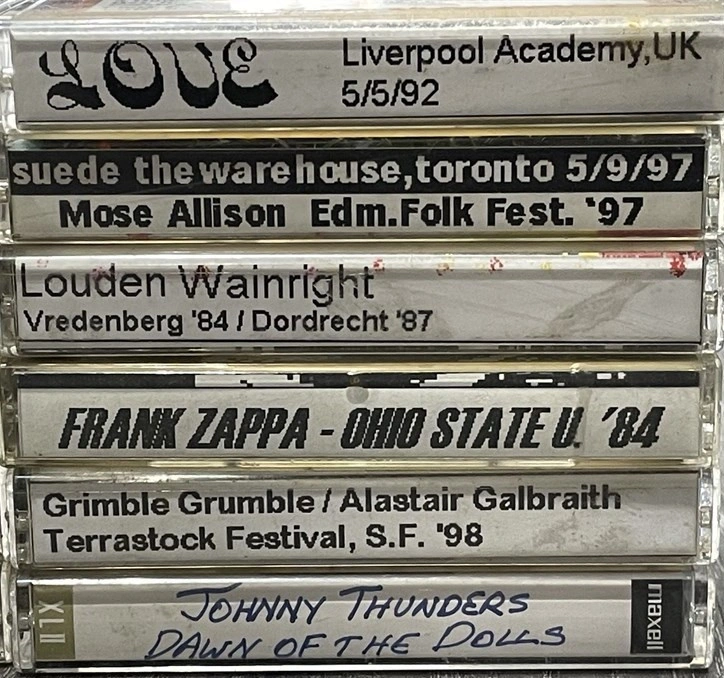 LOVE
Liverpool Academy,UK
5/5/92
suede the warehouse,toronto 5/9/97
Mose Allison Edm.Folk Fest. '97
Louden Wainright
Vredenberg '84 / Dordrecht '87
FRANK ZAPPA - OHIO STATE U. '84
Grimble Grumble / Alastair Galbraith
Terrastock Festival, S.F. '98
XLII
JOHNNY THUNDERS
DAWN OF THE DOLLS
maxell